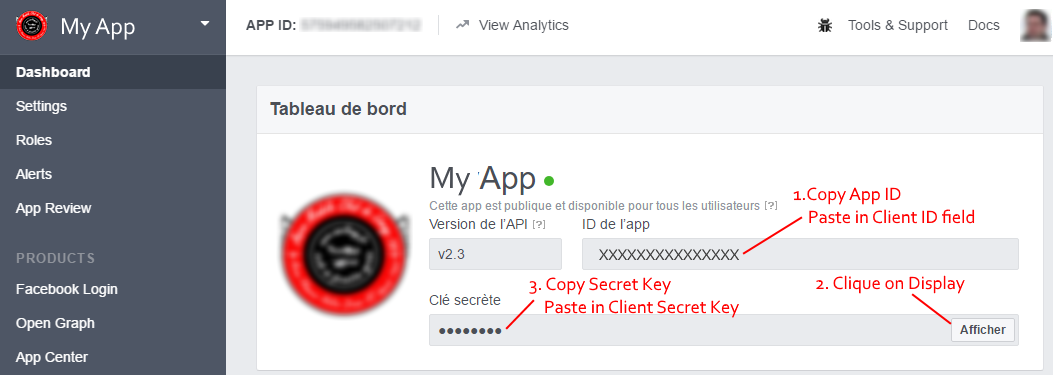 My App
APP ID:
View Analytics
Tools & Support
Docs
Dashboard
Settings
Roles
Alerts
App Review
PRODUCTS
Facebook Login
Open Graph
App Center
Tableau de bord
My App
Cette app est publique et disponible pour tous les utilisateurs [?]
Version de l'API [?]
ID de l'app
v2.3
XXXXXXXXXXXXXXX
1.Copy App ID
Paste in Client ID field
2. Clique on Display
3. Copy Secret Key
Paste in Client Secret Key
Clé secrète
●●●●●●●●
Afficher